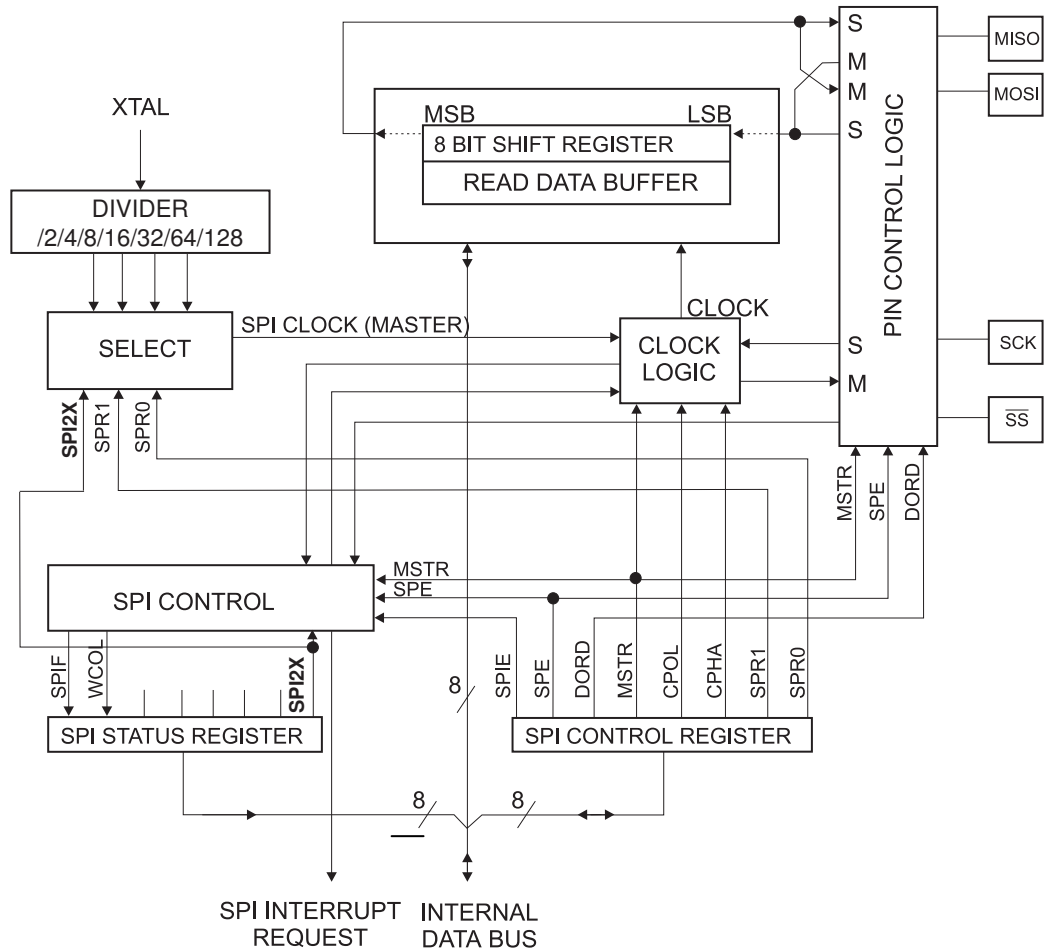 S
MISO
M
XTAL
M
MOSI
MSB
LSB
S
8 BIT SHIFT REGISTER
READ DATA BUFFER
PIN CONTROL LOGIC
DIVIDER
/2/4/8/16/32/64/128
CLOCK
SPI CLOCK (MASTER)
SELECT
CLOCK
LOGIC
S
SCK
M
SPI2X
SPR1
SPR0
SS
MSTR
SPE
DORD
MSTR
SPE
SPI CONTROL
SPIF
WCOL
SPI2X
8
SPIE
SPE
DORD
MSTR
CPOL
CPHA
SPR1
SPR0
SPI STATUS REGISTER
SPI CONTROL REGISTER
8
8
SPI INTERRUPT
REQUEST
INTERNAL
DATA BUS